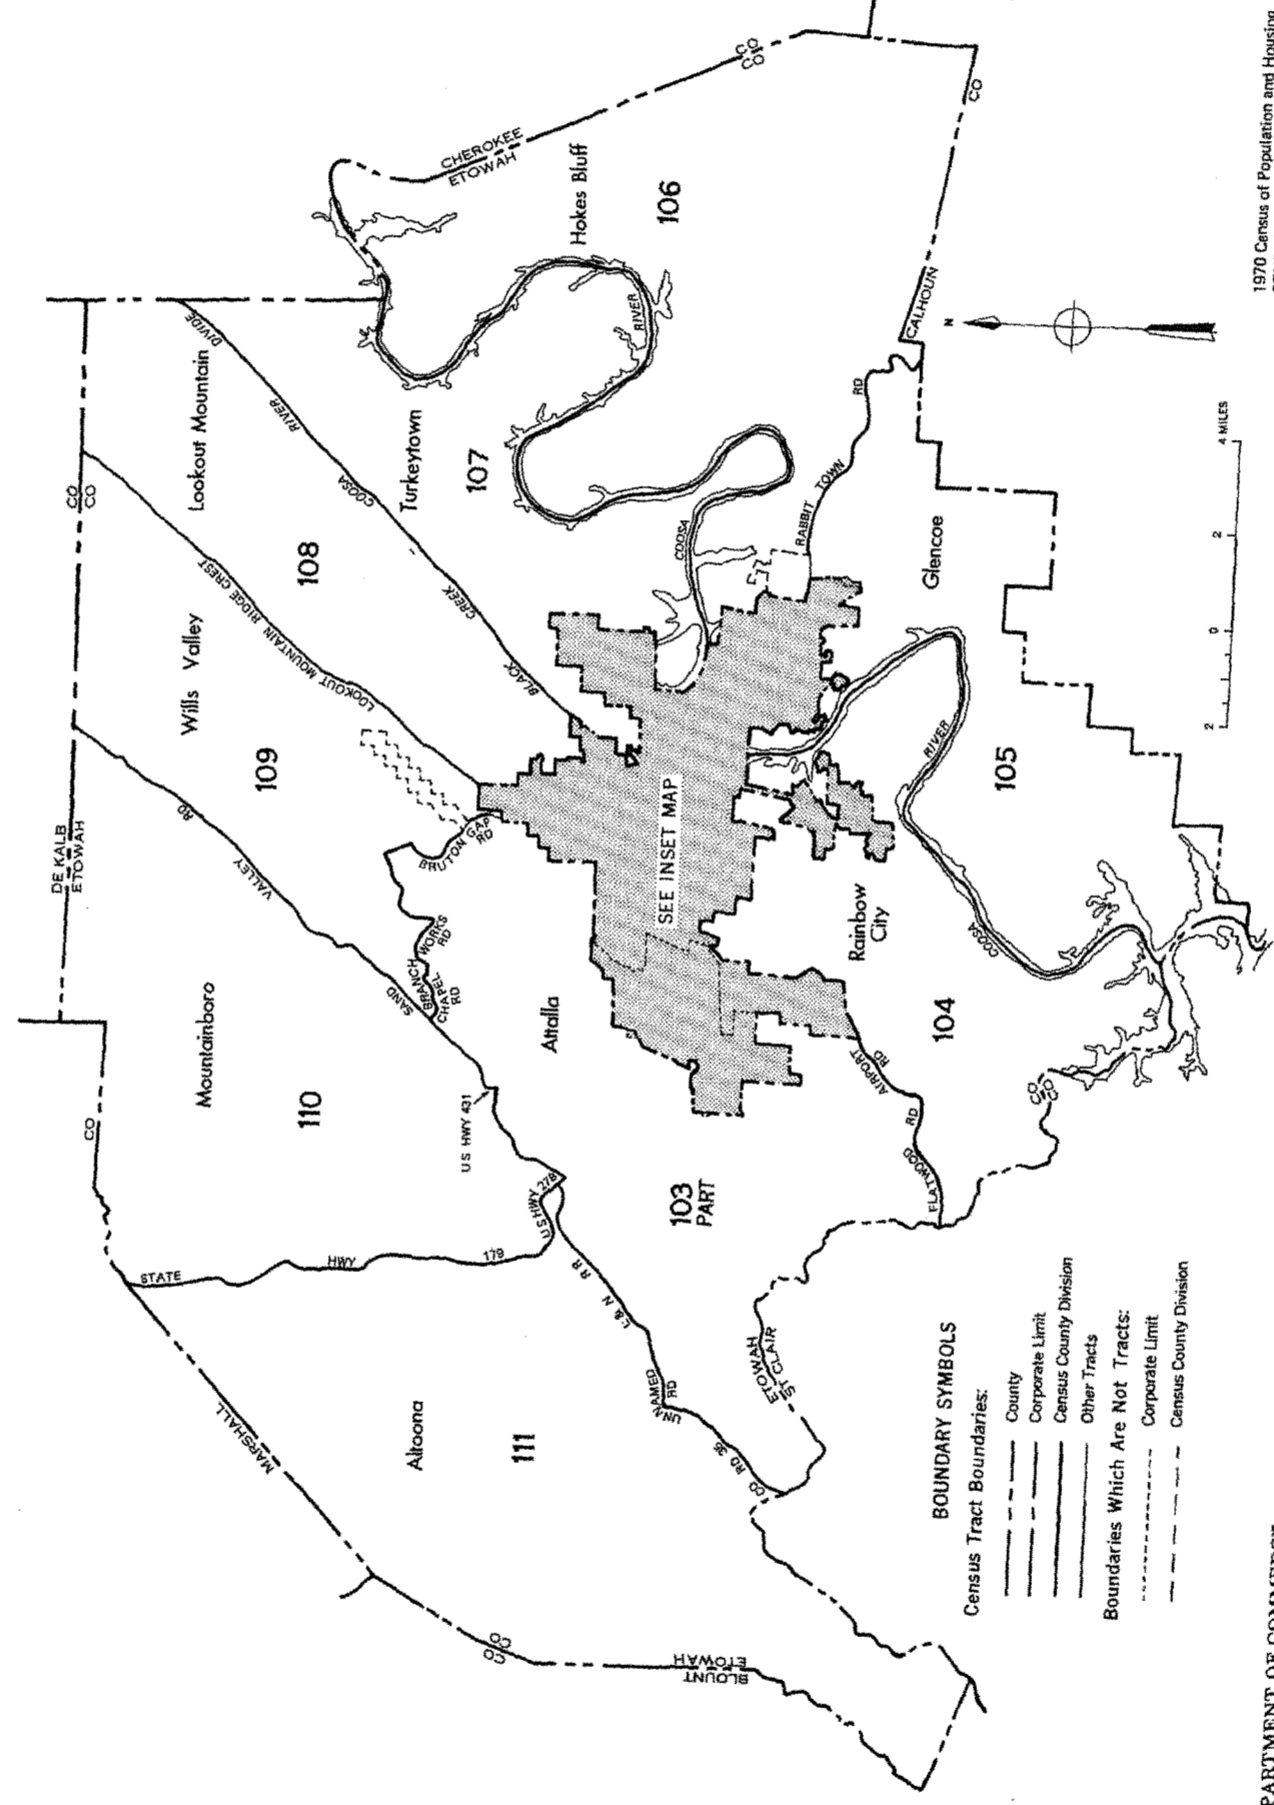 DE KALB
ETOWAH
CO
CO
CO
MARSHALL
CO
CO
BLOUNT
ETOWAH
ETOWAH
ST CLAIR
CO
CO
CALHOUN
CO
CHEROKEE
ETOWAH
CO
CO
Altoona
111
Mountainboro
110
Wills Valley
109
Lookout Mountain
108
Turkeytown
107
Hokes Bluff
106
Glencoe
105
Rainbow
City
104
Attalla
103
PART
SEE INSET MAP
STATE
HWY
179
US HWY 278
US HWY 431
L & N
R R
UNNAMED
RD
CO RD 35
SAND
VALLEY
RD
BRANCH
CHAPEL-
RD
WORKS
RD
BRUTON GAP
RD
LOOKOUT MOUNTAIN RIDGE CREST
BLACK
CREEK
COOSA
RIVER
DIVIDE
RIVER
COOSA
RABBIT TOWN
RD
RIVER
COOSA
AIRPORT
RD
FLATWOOD
RD
N
2
0
2
4 MILES
BOUNDARY SYMBOLS
Census Tract Boundaries:
County
Corporate Limit
Census County Division
Other Tracts
Boundaries Which Are Not Tracts:
Corporate Limit
Census County Division
1970 Census of Population and Housing
PARTMENT OF COMMERCE